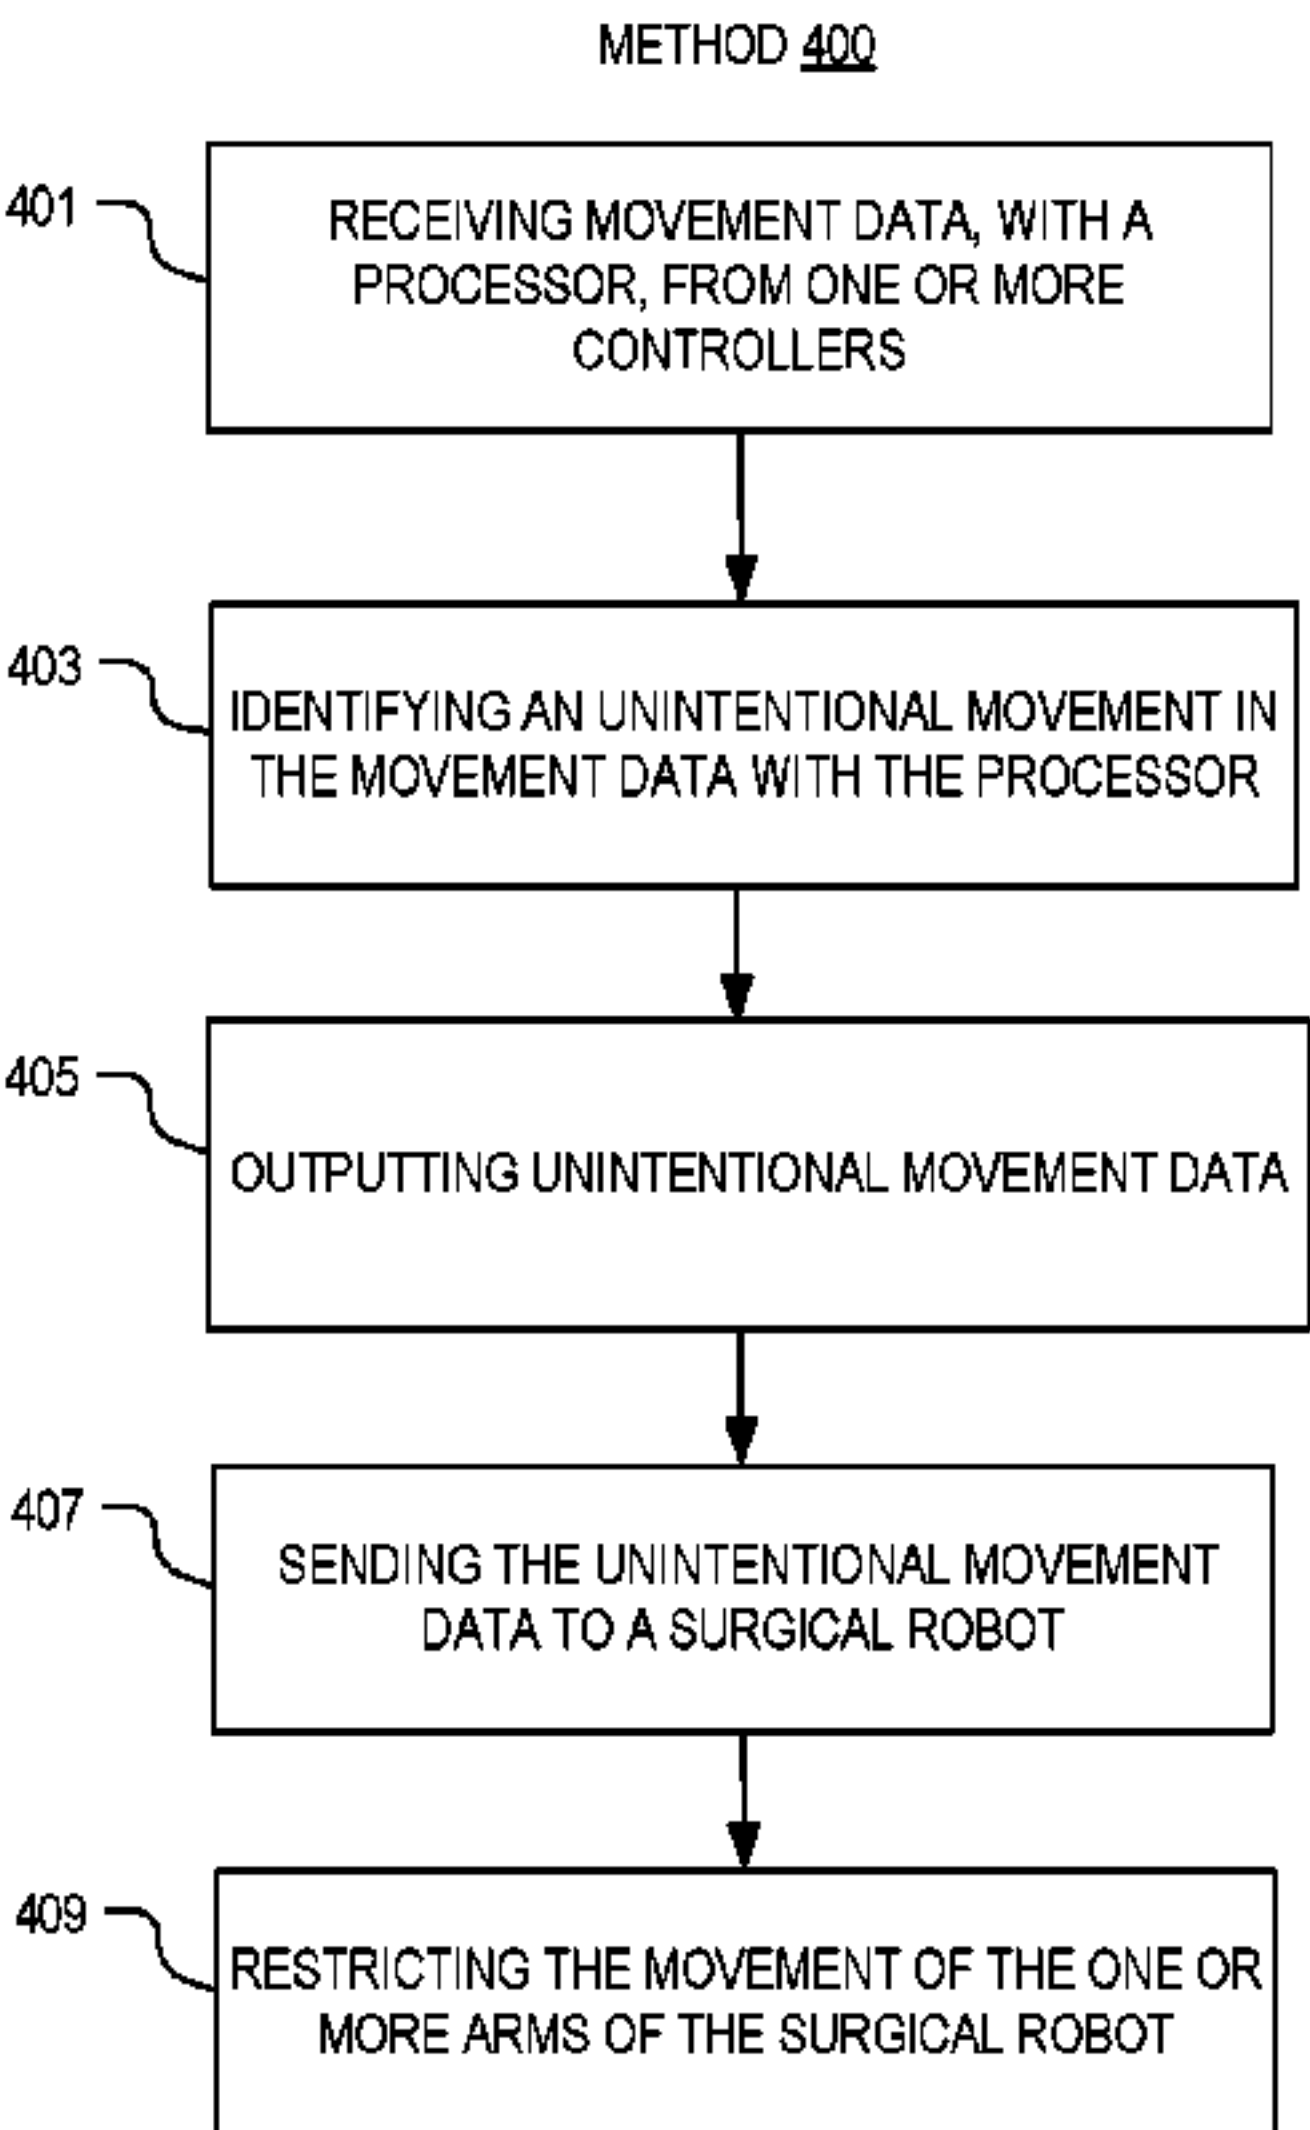 METHOD 400
401
RECEIVING MOVEMENT DATA, WITH A
PROCESSOR, FROM ONE OR MORE
CONTROLLERS
403
IDENTIFYING AN UNINTENTIONAL MOVEMENT IN
THE MOVEMENT DATA WITH THE PROCESSOR
405
OUTPUTTING UNINTENTIONAL MOVEMENT DATA
407
SENDING THE UNINTENTIONAL MOVEMENT
DATA TO A SURGICAL ROBOT
409
RESTRICTING THE MOVEMENT OF THE ONE OR
MORE ARMS OF THE SURGICAL ROBOT